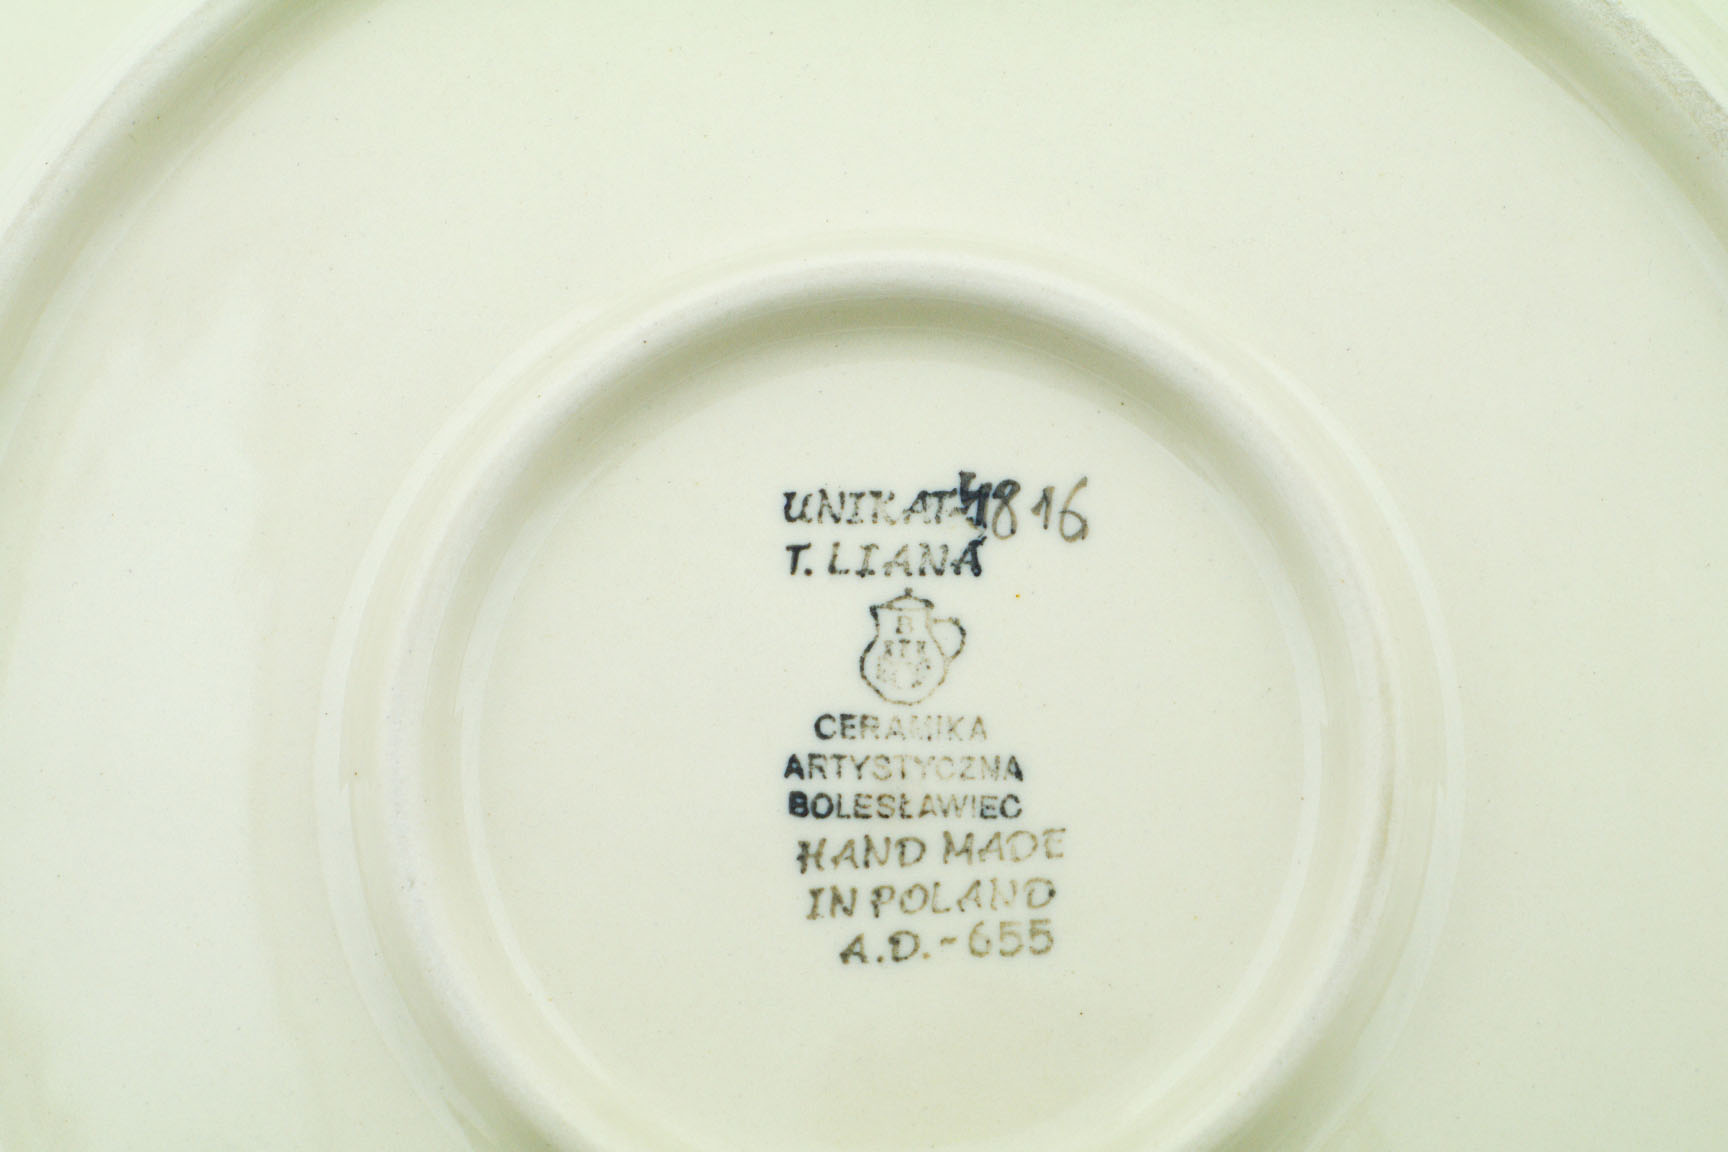 UNIKAT 4816
T. LIANA
B
CERAMIKA
ARTYSTYCZNA
BOLESŁAWIEC
HAND MADE
IN POLAND
A.D.-655